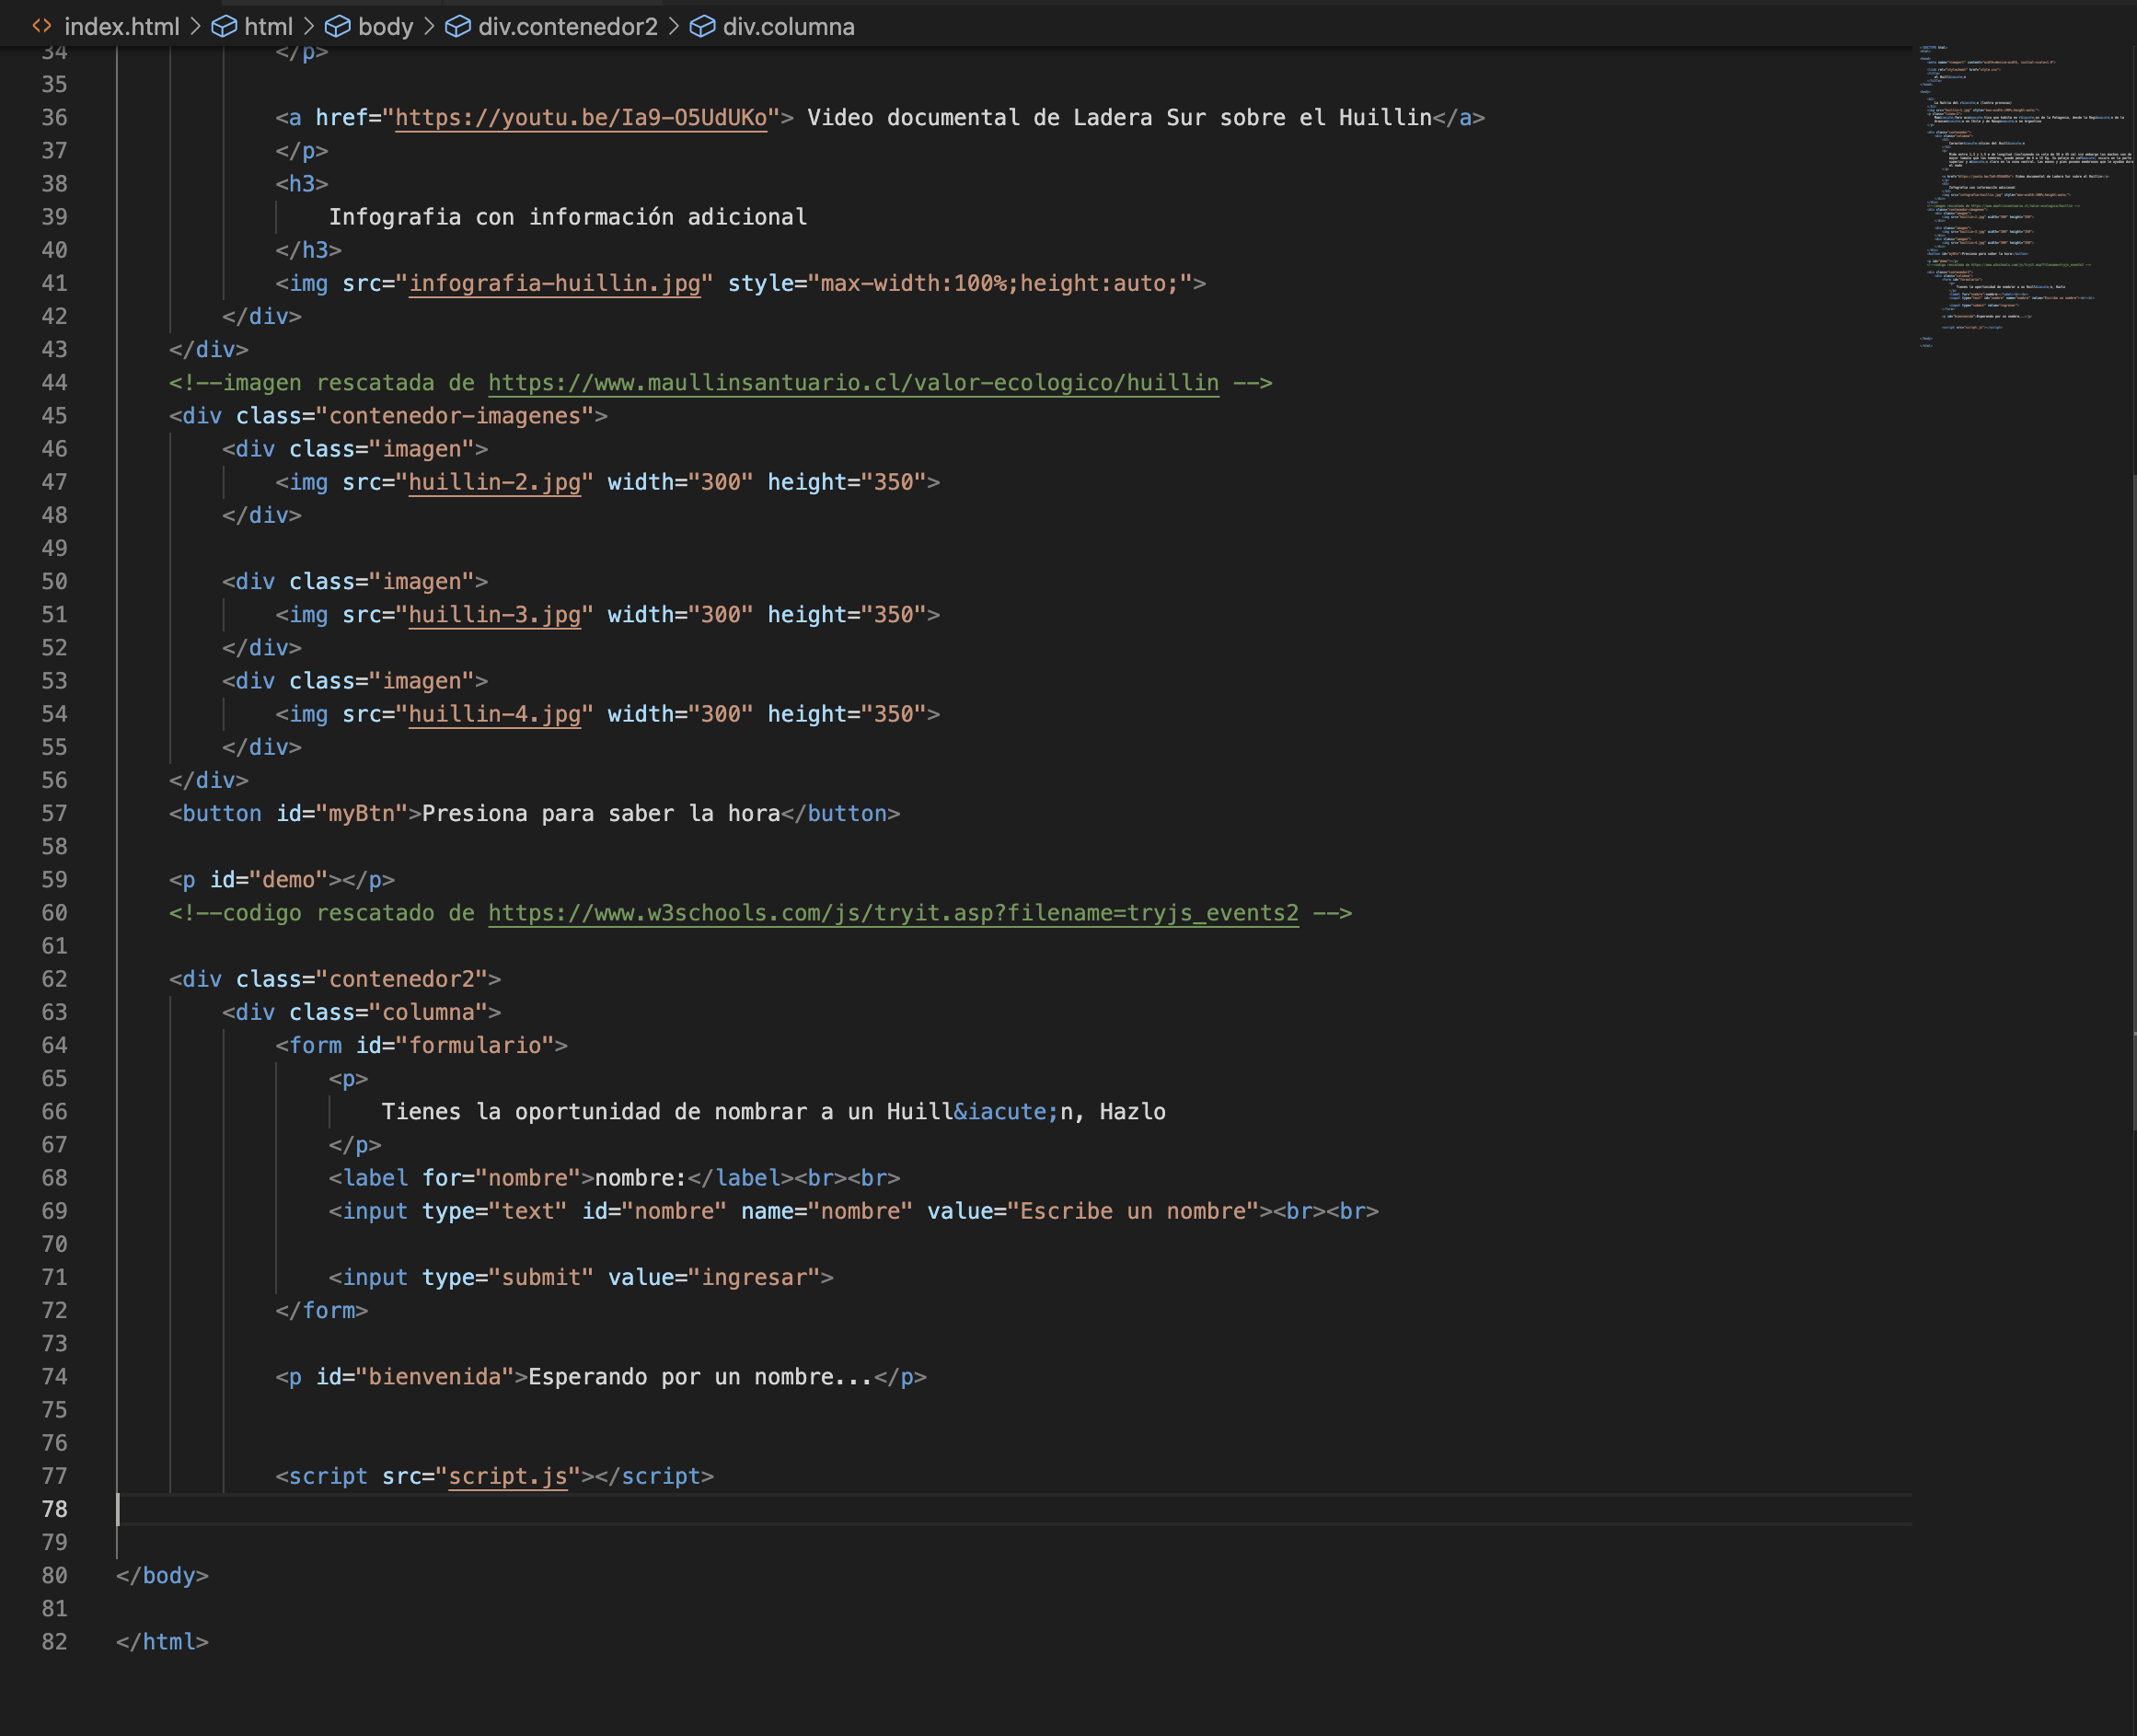 index.html > html > body > div.contenedor2 > div.columna
34 </p>
35
36 <a href="https://youtu.be/Ia9-O5UdUKo"> Video documental de Ladera Sur sobre el Huillin</a>
37 </p>
38 <h3>
39 Infografia con información adicional
40 </h3>
41 <img src="infografia-huillin.jpg" style="max-width:100%;height:auto;">
42 </div>
43 </div>
44 <!--imagen rescatada de https://www.maullinsantuario.cl/valor-ecologico/huillin -->
45 <div class="contenedor-imagenes">
46 <div class="imagen">
47 <img src="huillin-2.jpg" width="300" height="350">
48 </div>
49
50 <div class="imagen">
51 <img src="huillin-3.jpg" width="300" height="350">
52 </div>
53 <div class="imagen">
54 <img src="huillin-4.jpg" width="300" height="350">
55 </div>
56 </div>
57 <button id="myBtn">Presiona para saber la hora</button>
58
59 <p id="demo"></p>
60 <!--codigo rescatado de https://www.w3schools.com/js/tryit.asp?filename=tryjs_events2 -->
61
62 <div class="contenedor2">
63 <div class="columna">
64 <form id="formulario">
65 <p>
66 Tienes la oportunidad de nombrar a un Huill&iacute;n, Hazlo
67 </p>
68 <label for="nombre">nombre:</label><br><br>
69 <input type="text" id="nombre" name="nombre" value="Escribe un nombre"><br><br>
70
71 <input type="submit" value="ingresar">
72 </form>
73
74 <p id="bienvenida">Esperando por un nombre...</p>
75
76
77 <script src="script.js"></script>
78
79
80 </body>
81
82 </html>